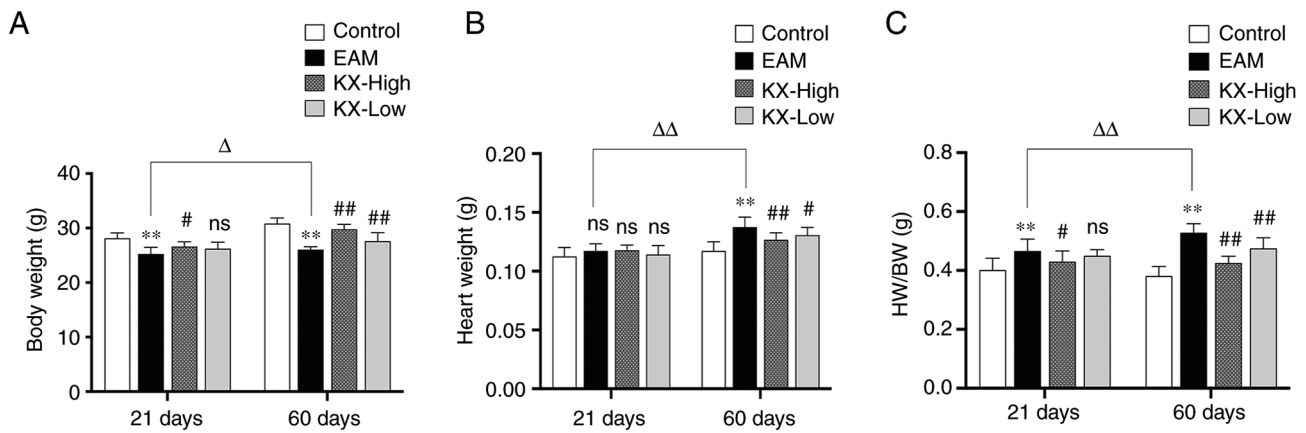 A
Control
EAM
KX-High
KX-Low
Δ
Body weight (g)
40
30
20
10
0
**
#
ns
**
##
##
21 days
60 days
B
Control
EAM
KX-High
KX-Low
ΔΔ
Heart weight (g)
0.20
0.15
0.10
0.05
0.00
ns
ns
ns
**
##
#
21 days
60 days
C
Control
EAM
KX-High
KX-Low
ΔΔ
HW/BW (g)
0.8
0.6
0.4
0.2
0.0
**
#
ns
**
##
##
21 days
60 days